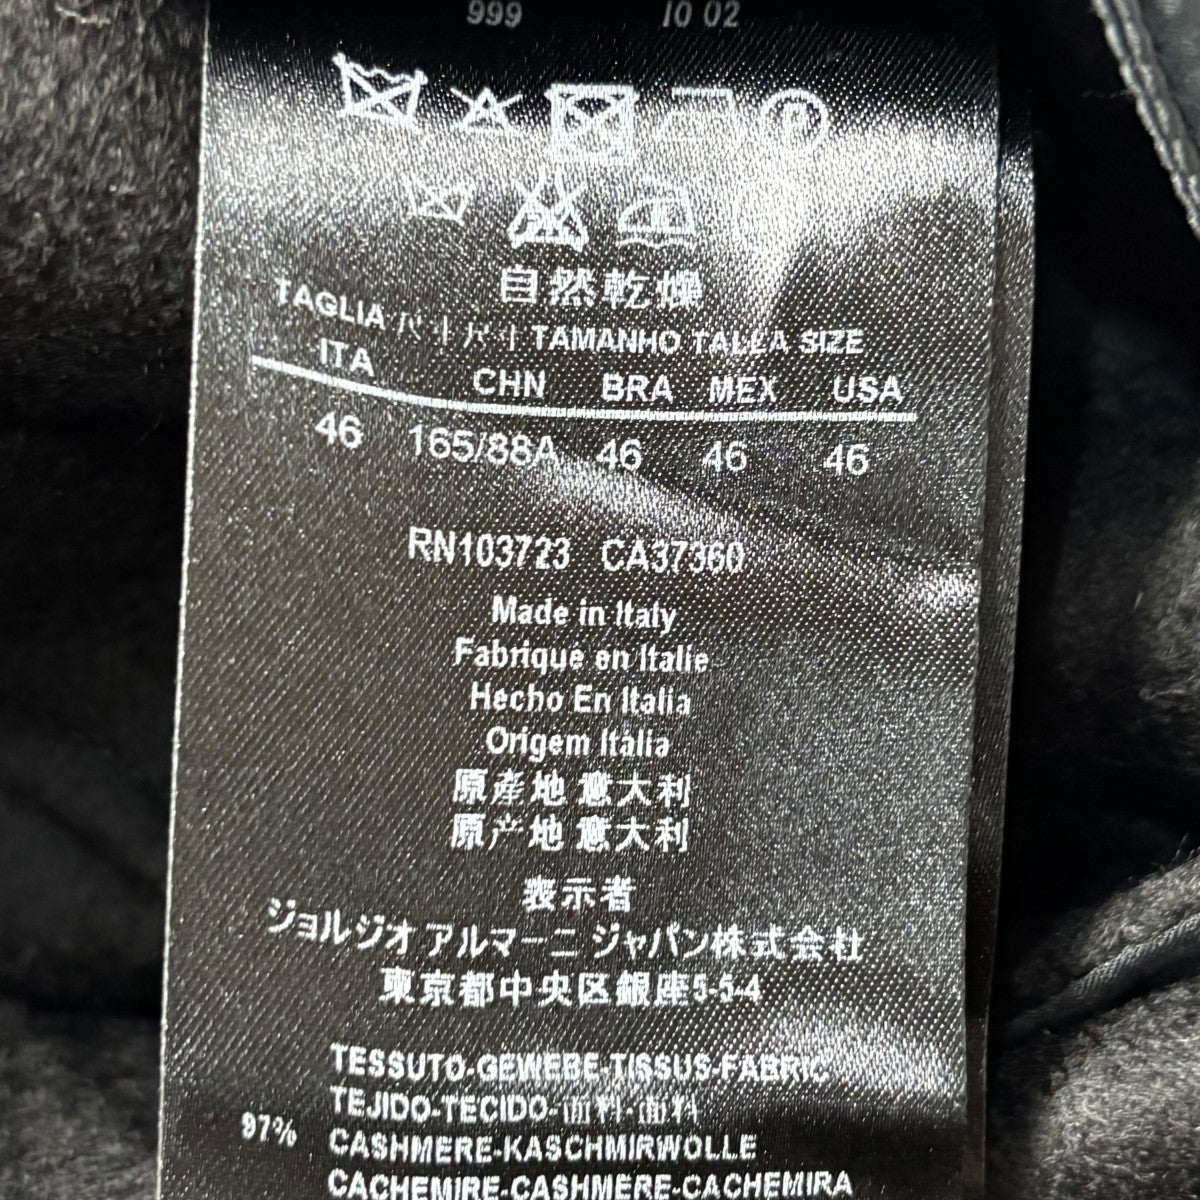 999 10 02
P
自然乾燥
TAGLIA 尺寸 尺寸 TAMANHO TALLA SIZE
ITA CHN BRA MEX USA
46 165/88A 46 46 46
RN103723 CA37360
Made in Italy
Fabriqué en Italie
Hecho En Italia
Origem Itália
原產地 意大利
原产地 意大利
表示者
ジョルジオ アルマーニ ジャパン株式会社
東京都中央区銀座5-5-4
TESSUTO-GEWEBE-TISSUS-FABRIC
TEJIDO-TECIDO-面料-面料
97% CASHMERE-KASCHMIRWOLLE
CACHEMIRE-CASHMERE-CACHEMIRA